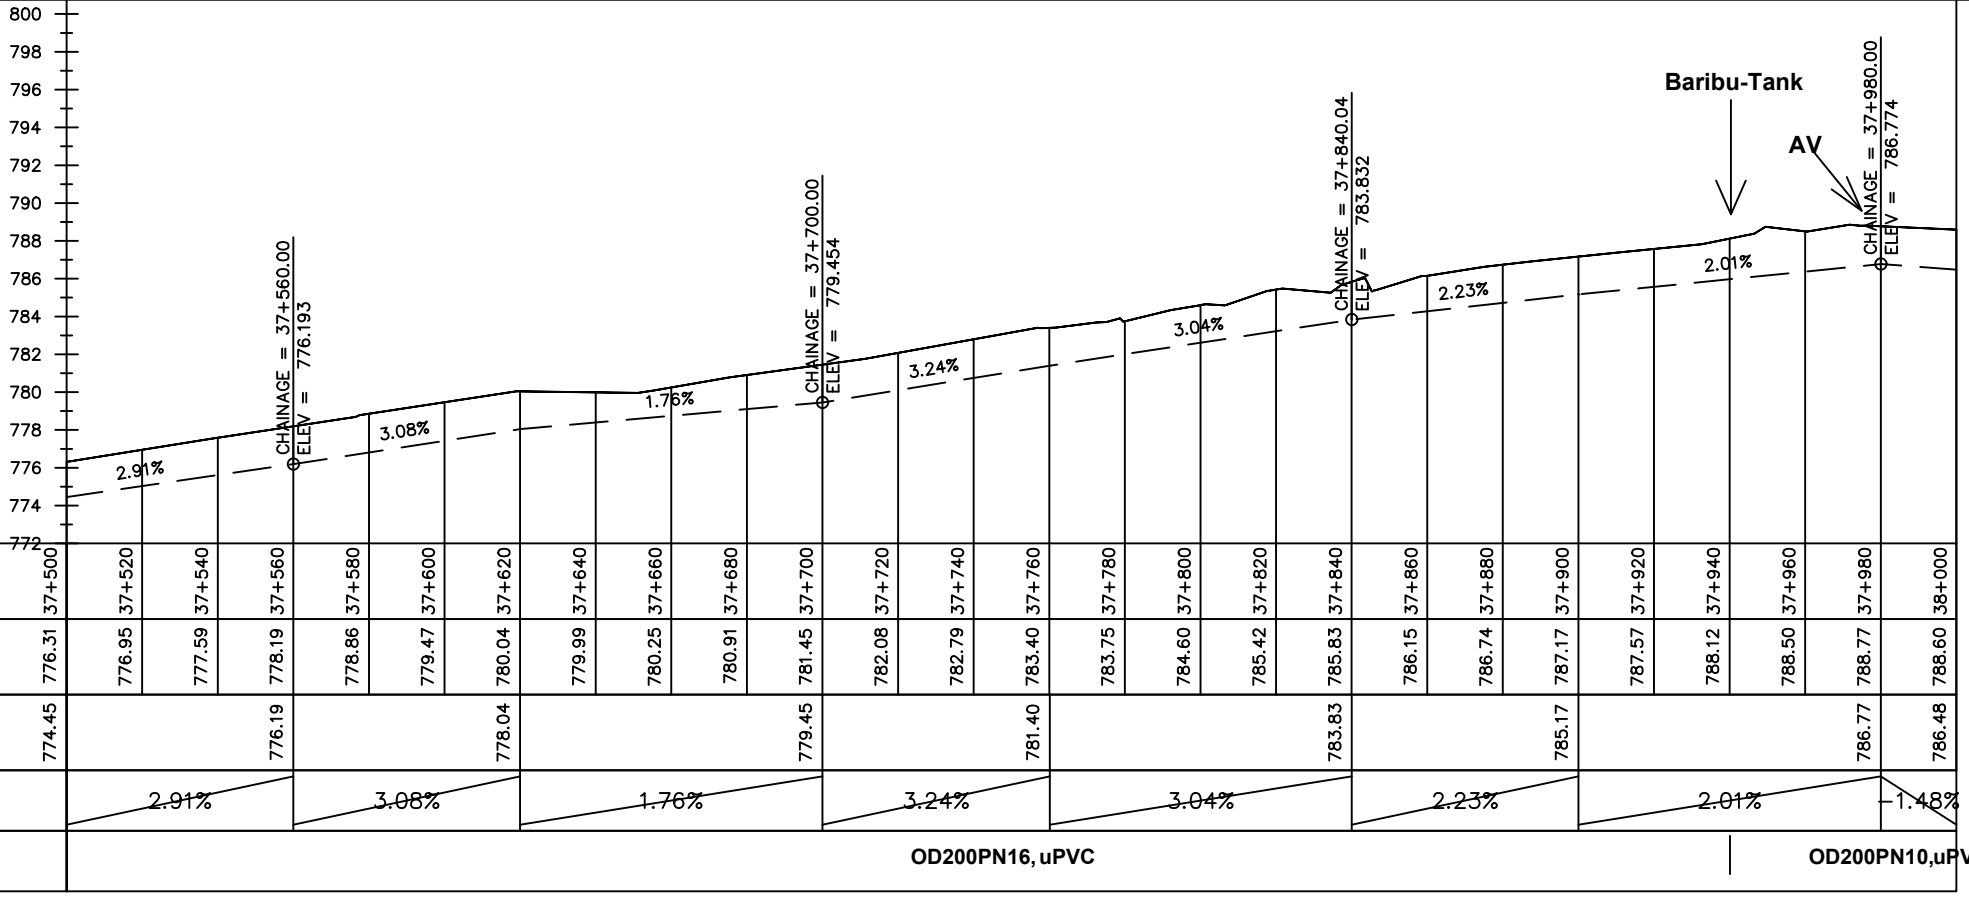 800
798
796
794
792
790
788
786
784
782
780
778
776
774
772
CHAINAGE = 37+560.00
ELEV = 776.193
CHAINAGE = 37+700.00
ELEV = 779.454
CHAINAGE = 37+840.04
ELEV = 783.832
Baribu-Tank
AV
CHAINAGE = 37+980.00
ELEV = 786.774
2.91%
3.08%
1.76%
3.24%
3.04%
2.23%
2.01%
37+500 37+520 37+540 37+560 37+580 37+600 37+620 37+640 37+660 37+680 37+700 37+720 37+740 37+760 37+780 37+800 37+820 37+840 37+860 37+880 37+900 37+920 37+940 37+960 37+980 38+000
776.31 776.95 777.59 778.19 778.86 779.47 780.04 779.99 780.25 780.91 781.45 782.08 782.79 783.40 783.75 784.60 785.42 785.83 786.15 786.74 787.17 787.57 788.12 788.50 788.77 788.60
774.45 776.19 778.04 779.45 781.40 783.83 785.17 786.77 786.48
2.91% 3.08% 1.76% 3.24% 3.04% 2.23% 2.01% -1.48%
OD200PN16, uPVC OD200PN10,uPV